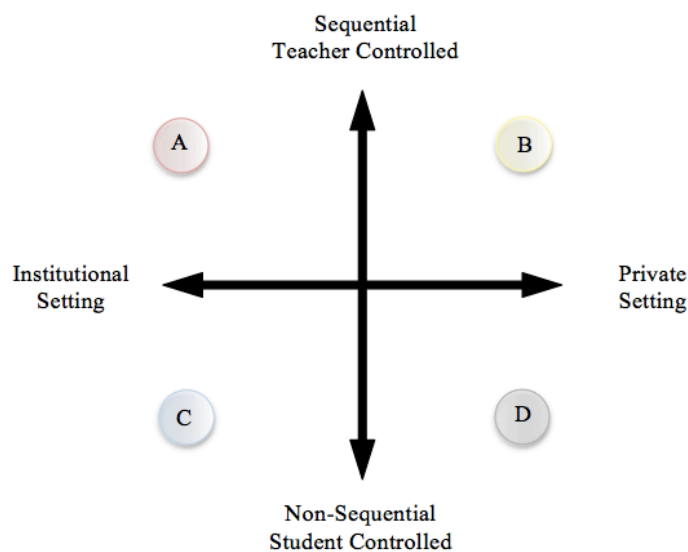 Sequential
Teacher Controlled
A
B
Institutional
Setting
Private
Setting
C
D
Non-Sequential
Student Controlled